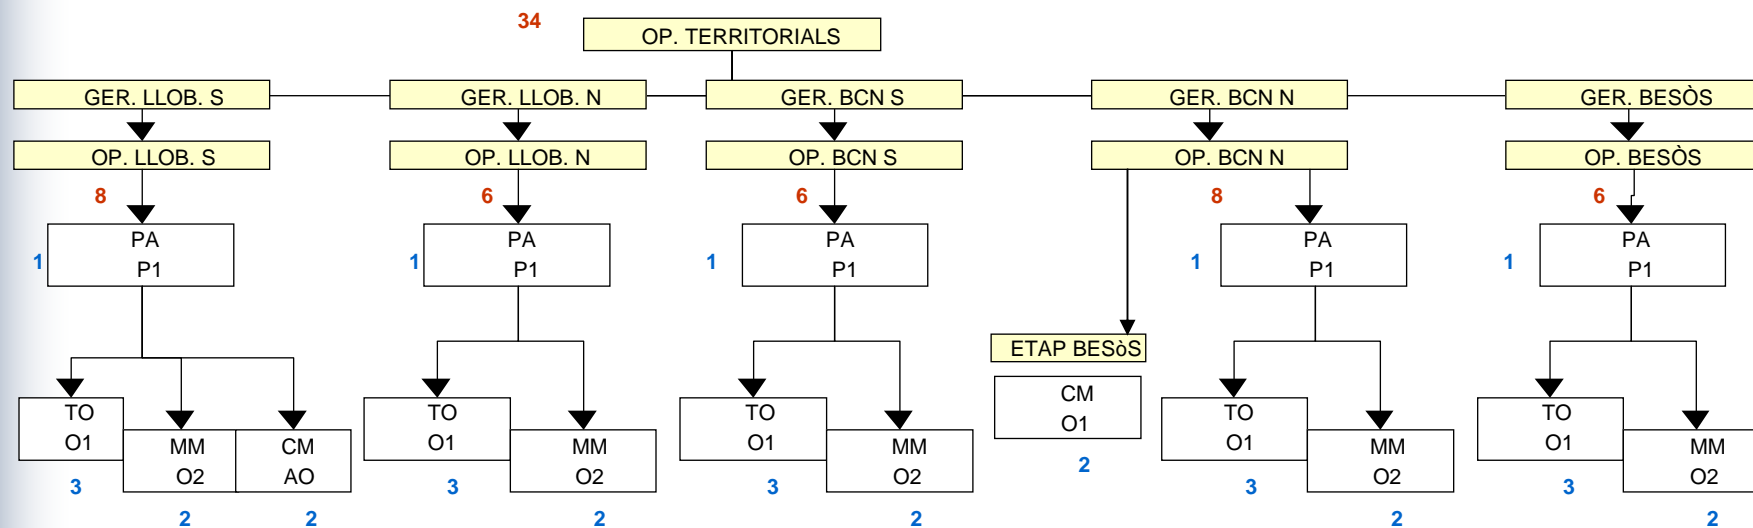 34
OP. TERRITORIALS
GER. LLOB. S
GER. LLOB. N
GER. BCN S
GER. BCN N
GER. BESÒS
OP. LLOB. S
OP. LLOB. N
OP. BCN S
OP. BCN N
OP. BESÒS
8
6
6
8
6
PA
P1
1
PA
P1
1
PA
P1
1
PA
P1
1
PA
P1
1
ETAP BESòS
CM
O1
2
TO
O1
3
MM
O2
2
CM
AO
2
TO
O1
3
MM
O2
2
TO
O1
3
MM
O2
2
TO
O1
3
MM
O2
2
TO
O1
3
MM
O2
2